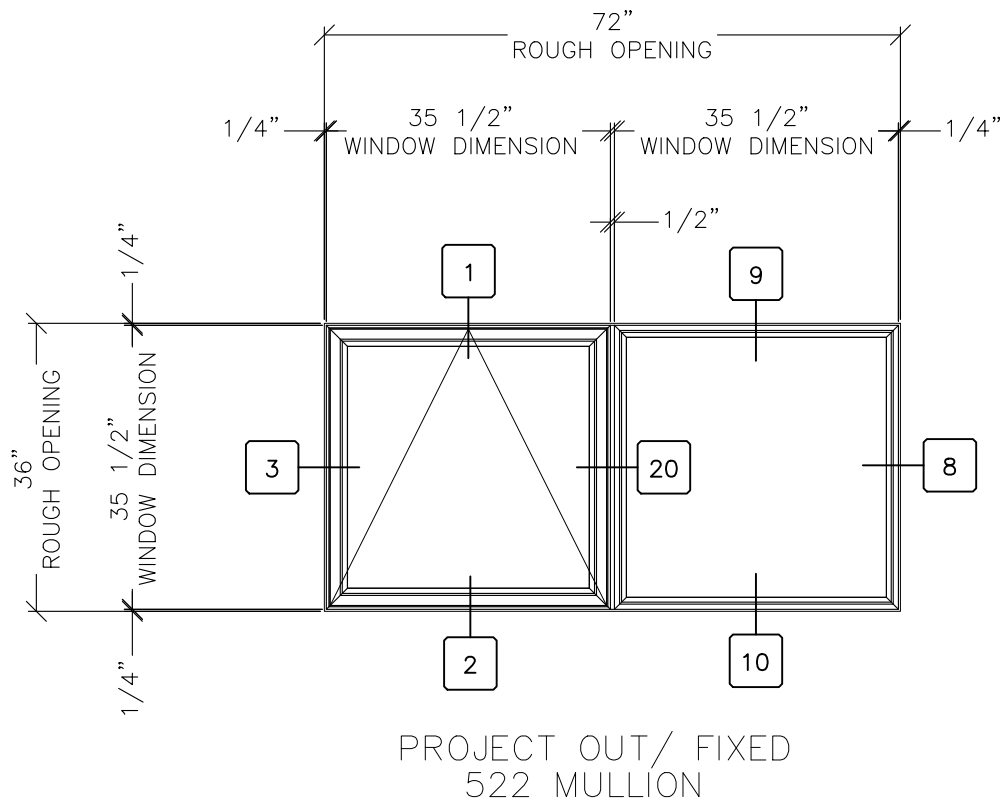 72”
ROUGH OPENING
1/4”
35 1/2”
WINDOW DIMENSION
35 1/2”
WINDOW DIMENSION
1/4”
1/2”
1
9
1/4”
36”
ROUGH OPENING
35 1/2”
WINDOW DIMENSION
3
20
8
1/4”
2
10
PROJECT OUT/ FIXED
522 MULLION